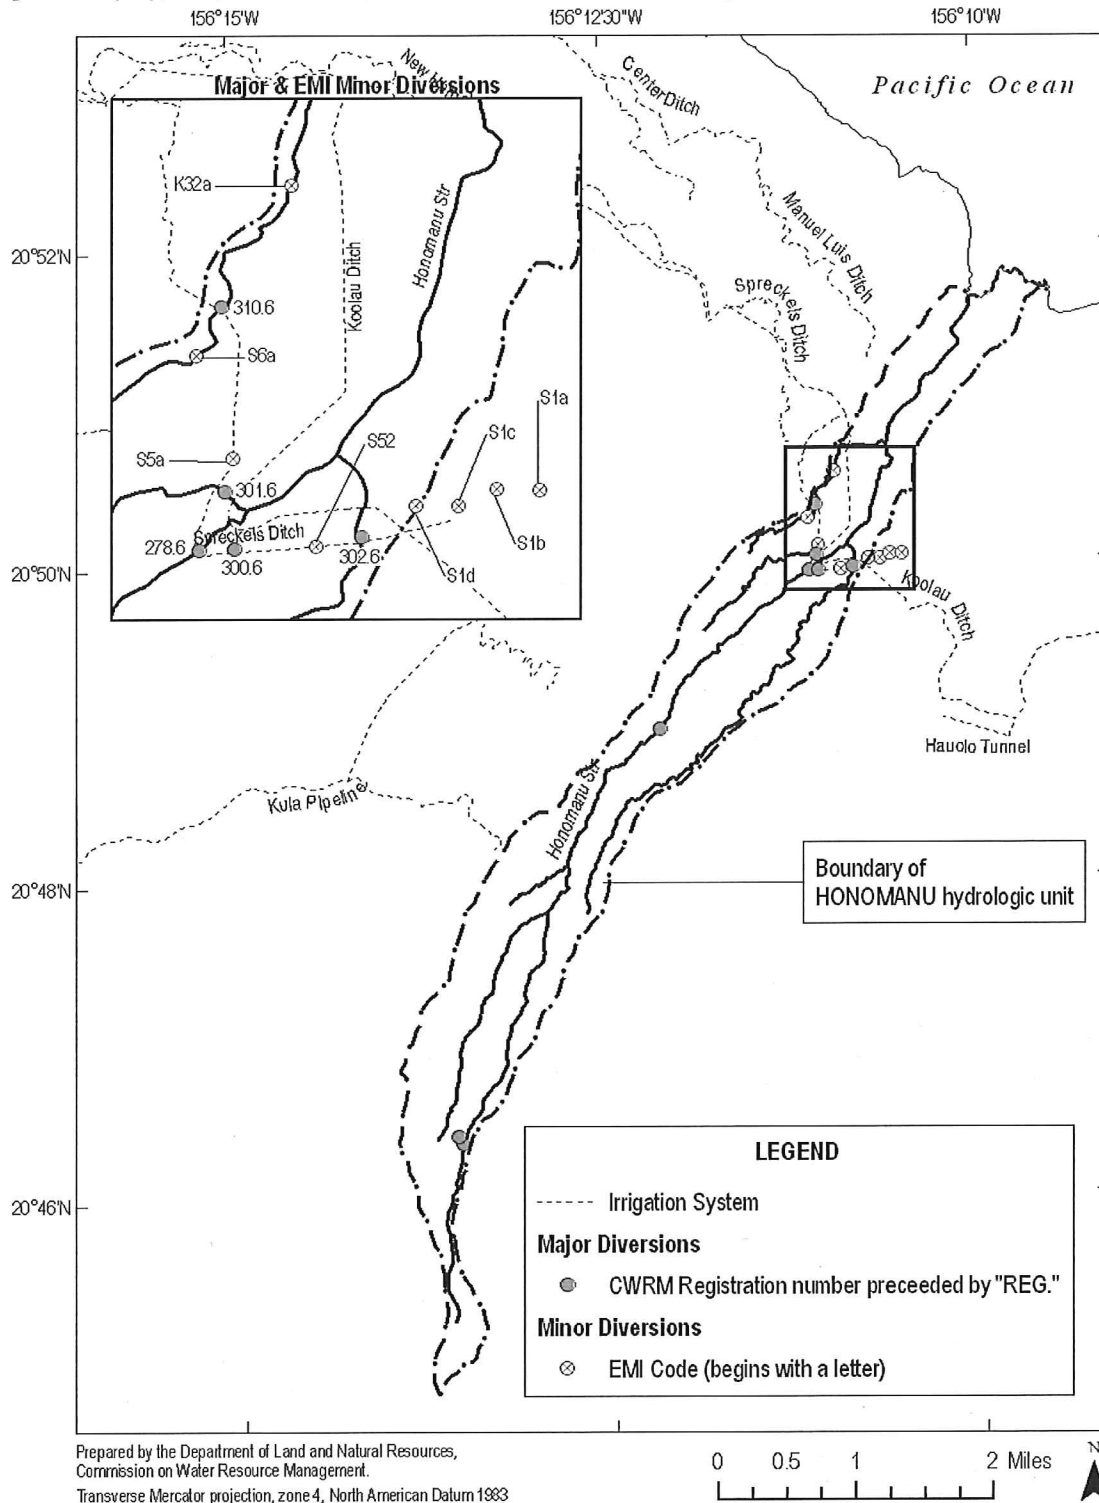 156°15'W
156°12'30"W
156°10'W
Major & EMI Minor Diversions
New
Center Ditch
Pacific Ocean
K32a
Honomanu Str
Koolau Ditch
Manuel Luis Ditch
20°52'N
Spreckels Ditch
310.6
S6a
S1a
S1c
S52
S5a
301.6
Spreckels Ditch
278.6
300.6
302.6
S1b
S1d
20°50'N
Koolau Ditch
Hauolo Tunnel
Kula Pipeline
Honomanu Str
Boundary of
HONOMANU hydrologic unit
20°48'N
20°46'N
LEGEND
Irrigation System
Major Diversions
CWRM Registration number preceeded by "REG."
Minor Diversions
EMI Code (begins with a letter)
Prepared by the Department of Land and Natural Resources,
Commission on Water Resource Management.
Transverse Mercator projection, zone 4, North American Datum 1983
0 0.5 1 2 Miles
N